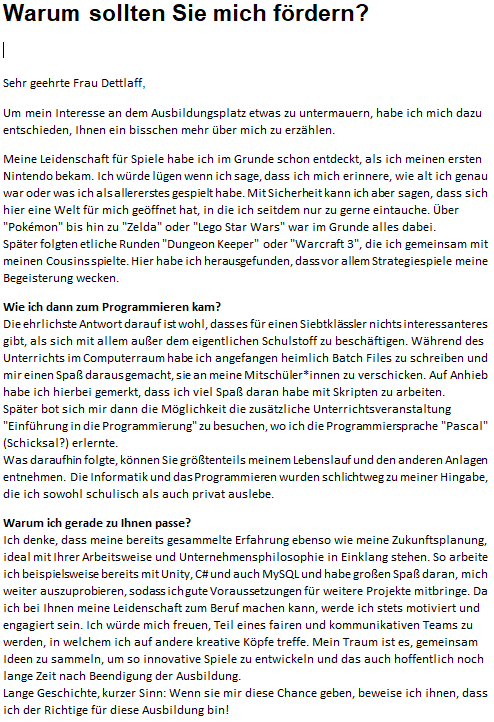 Warum sollten Sie mich fördern?
Sehr geehrte Frau Dettlaff,
Um mein Interesse an dem Ausbildungsplatz etwas zu untermauern, habe ich mich dazu
entschieden, Ihnen ein bisschen mehr über mich zu erzählen.
Meine Leidenschaft für Spiele habe ich im Grunde schon entdeckt, als ich meinen ersten
Nintendo bekam. Ich würde lügen wenn ich sage, dass ich mich erinnere, wie alt ich genau
war oder was ich als allererstes gespielt habe. Mit Sicherheit kann ich aber sagen, dass sich
hier eine Welt für mich geöffnet hat, in die ich seitdem nur zu gerne eintauche. Über
"Pokémon" bis hin zu "Zelda" oder "Lego Star Wars" war im Grunde alles dabei.
Später folgten etliche Runden "Dungeon Keeper" oder "Warcraft 3", die ich gemeinsam mit
meinen Cousins spielte. Hier habe ich herausgefunden, dass vor allem Strategiespiele meine
Begeisterung wecken.
Wie ich dann zum Programmieren kam?
Die ehrlichste Antwort darauf ist wohl, dass es für einen Siebtklässler nichts interessanteres
gibt, als sich mit allem außer dem eigentlichen Schulstoff zu beschäftigen. Während des
Unterrichts im Computerraum habe ich angefangen heimlich Batch Files zu schreiben und
mir einen Spaß daraus gemacht, sie an meine Mitschüler*innen zu verschicken. Auf Anhieb
habe ich hierbei gemerkt, dass ich viel Spaß daran habe mit Skripten zu arbeiten.
Später bot sich mir dann die Möglichkeit die zusätzliche Unterrichtsveranstaltung
"Einführung in die Programmierung" zu besuchen, wo ich die Programmiersprache "Pascal"
(Schicksal?) erlernte.
Was daraufhin folgte, können Sie größtenteils meinem Lebenslauf und den anderen Anlagen
entnehmen. Die Informatik und das Programmieren wurden schlichtweg zu meiner Hingabe,
die ich sowohl schulisch als auch privat auslebe.
Warum ich gerade zu Ihnen passe?
Ich denke, dass meine bereits gesammelte Erfahrung ebenso wie meine Zukunftsplanung,
ideal mit Ihrer Arbeitsweise und Unternehmensphilosophie in Einklang stehen. So arbeite
ich beispielsweise bereits mit Unity, C# und auch MySQL und habe großen Spaß daran, mich
weiter auszuprobieren, sodass ich gute Voraussetzungen für weitere Projekte mitbringe. Da
ich bei Ihnen meine Leidenschaft zum Beruf machen kann, werde ich stets motiviert und
engagiert sein. Ich würde mich freuen, Teil eines fairen und kommunikativen Teams zu
werden, in welchem ich auf andere kreative Köpfe treffe. Mein Traum ist es, gemeinsam
Ideen zu sammeln, um so innovative Spiele zu entwickeln und das auch hoffentlich noch
lange Zeit nach Beendigung der Ausbildung.
Lange Geschichte, kurzer Sinn: Wenn sie mir diese Chance geben, beweise ich ihnen, dass
ich der Richtige für diese Ausbildung bin!